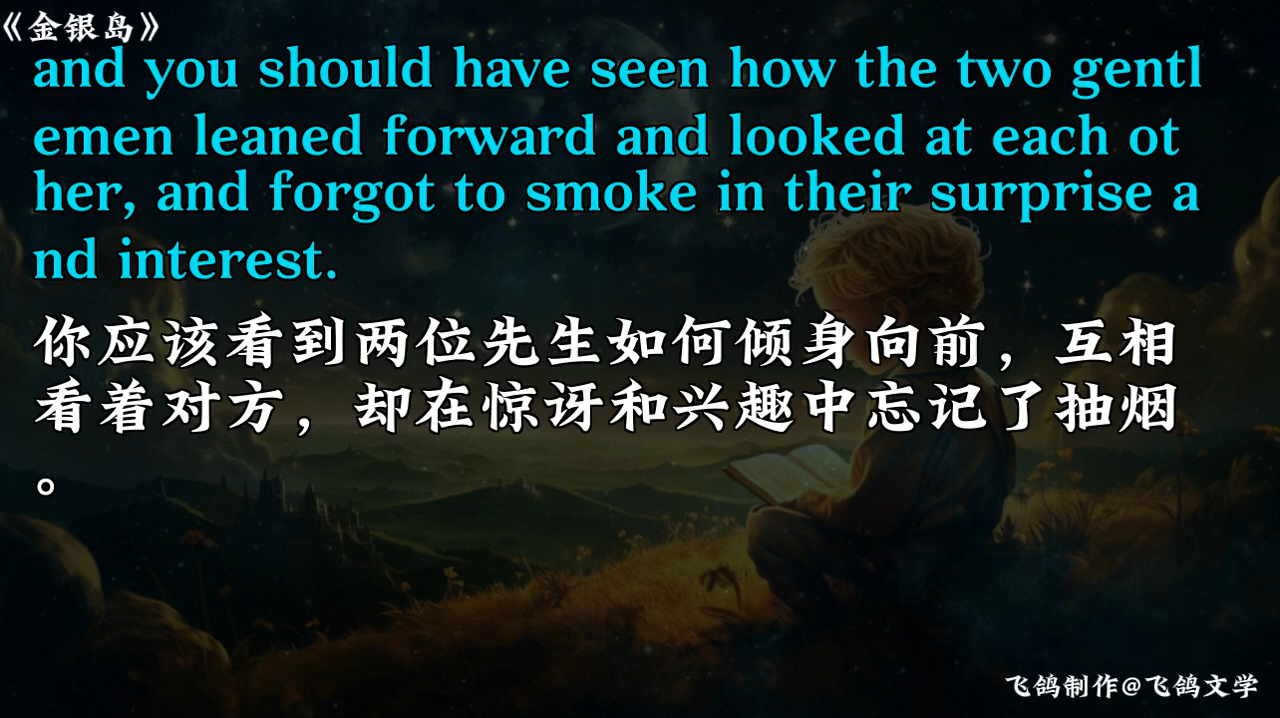 《金银岛》
and you should have seen how the two gentl
emen leaned forward and looked at each ot
her, and forgot to smoke in their surprise a
nd interest.
你应该看到两位先生如何倾身向前，互相
看着对方，却在惊讶和兴趣中忘记了抽烟
。
飞鸽制作@飞鸽文学